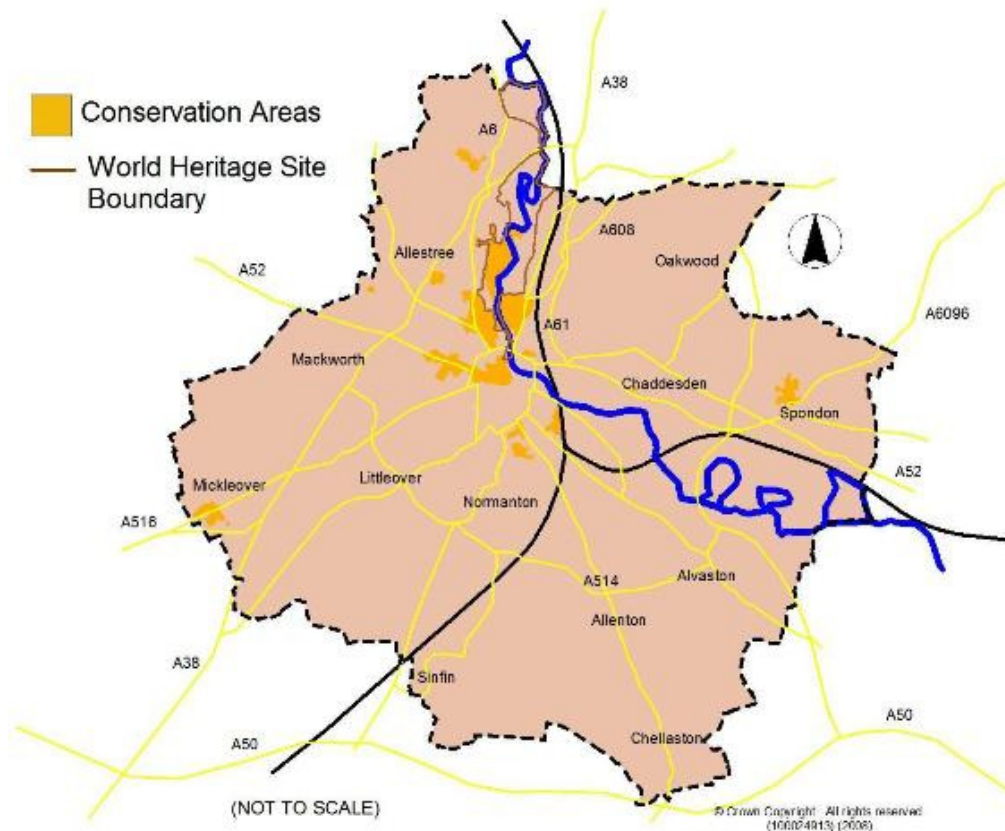 A38
Conservation Areas
A6
World Heritage Site
Boundary
A608
Allestree
Oakwood
A52
A6096
A61
Mackworth
Chaddesden
Spondon
Littleover
A52
Mickleover
Normanton
A516
A514
Alvaston
Allenton
A38
Sinfin
A50
Chellaston
A50
(NOT TO SCALE)
© Crown Copyright All rights reserved
(100024913) (2008)